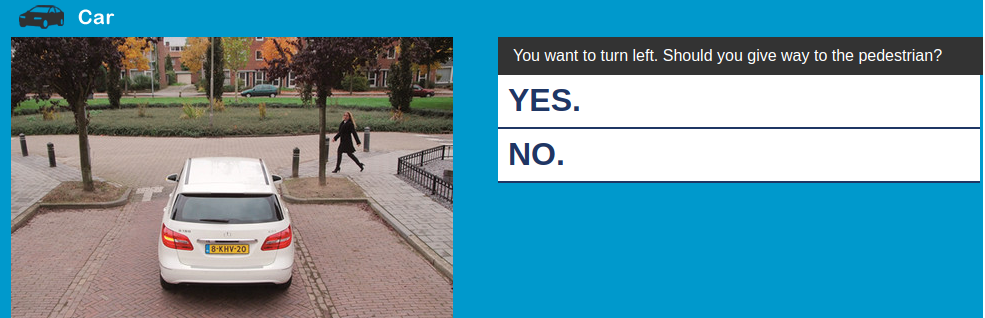 Car
You want to turn left. Should you give way to the pedestrian?
YES.
NO.
8-KHV-20